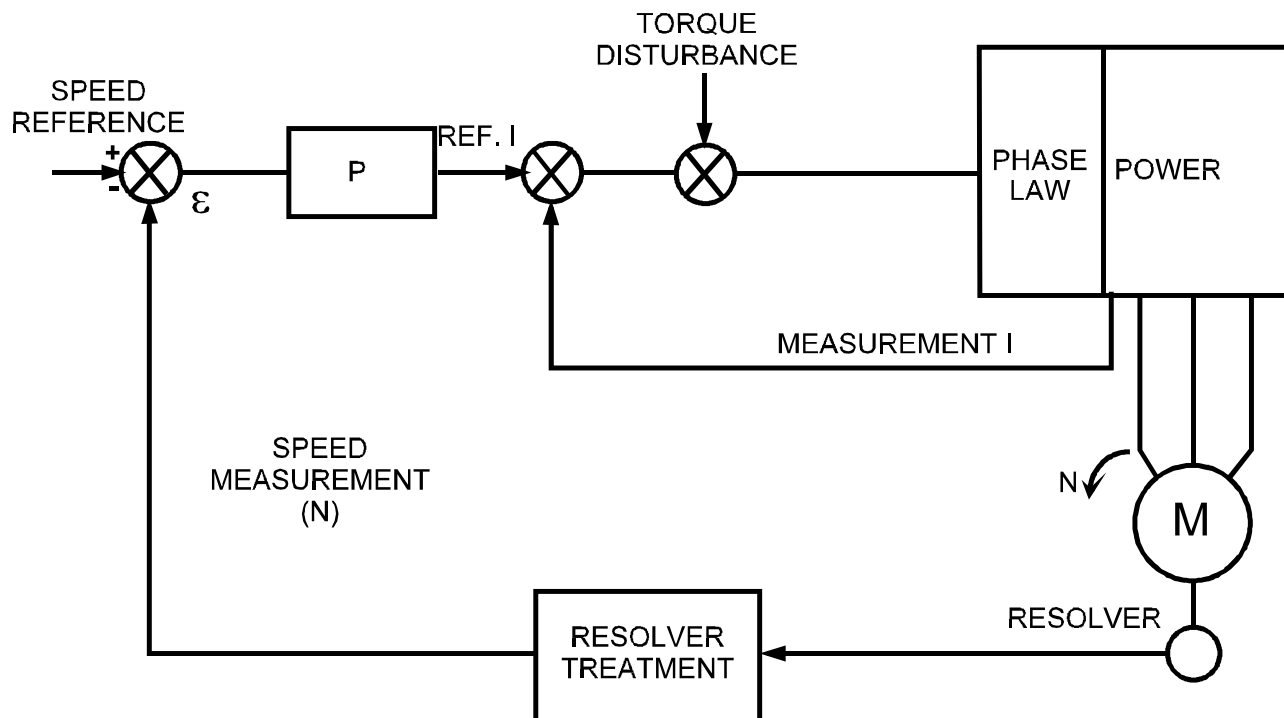 TORQUE
DISTURBANCE
SPEED
REFERENCE
+
-
ε
P
REF. I
PHASE
LAW
POWER
MEASUREMENT I
SPEED
MEASUREMENT
(N)
N
M
RESOLVER
RESOLVER
TREATMENT